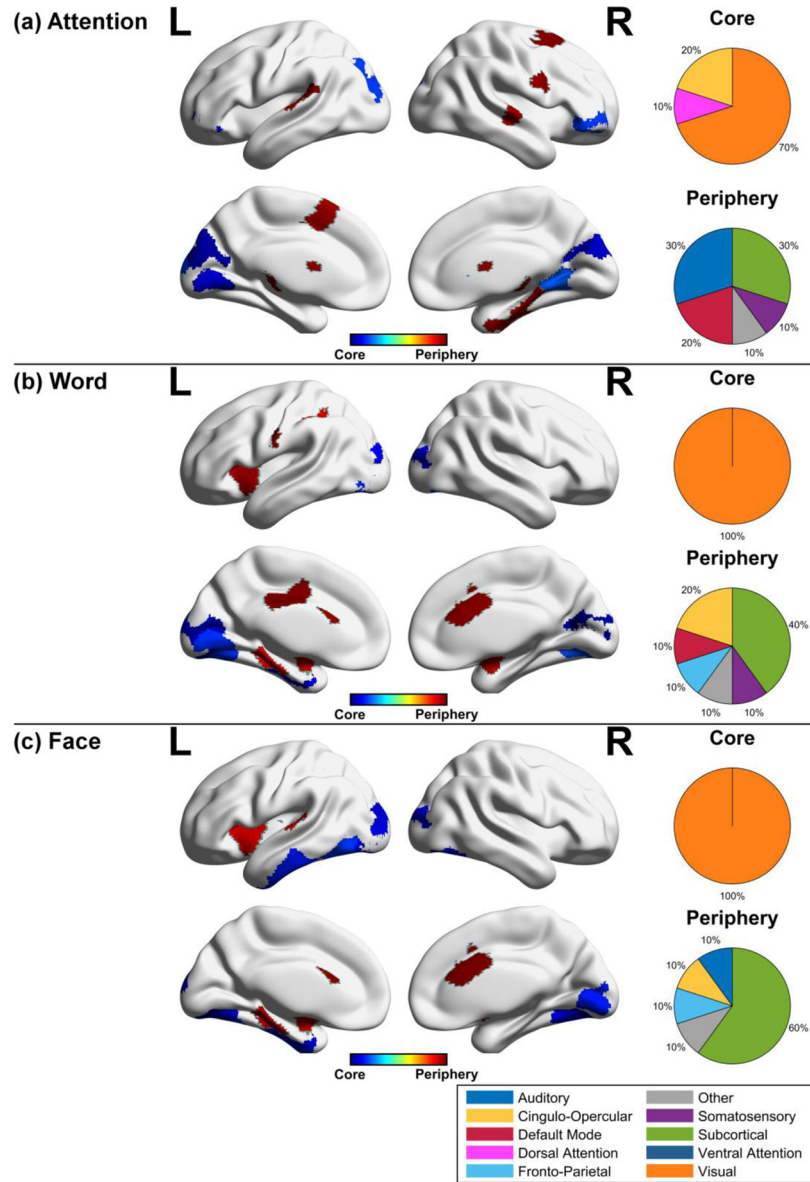 (a) Attention
L
R
Core
20%
10%
70%
Periphery
30%
30%
10%
20%
10%
Core
Periphery
(b) Word
L
R
Core
100%
Periphery
20%
40%
10%
10%
10%
10%
Core
Periphery
(c) Face
L
R
Core
100%
Periphery
10%
10%
10%
60%
10%
Core
Periphery
Auditory
Other
Cingulo-Opercular
Somatosensory
Default Mode
Subcortical
Dorsal Attention
Ventral Attention
Fronto-Parietal
Visual